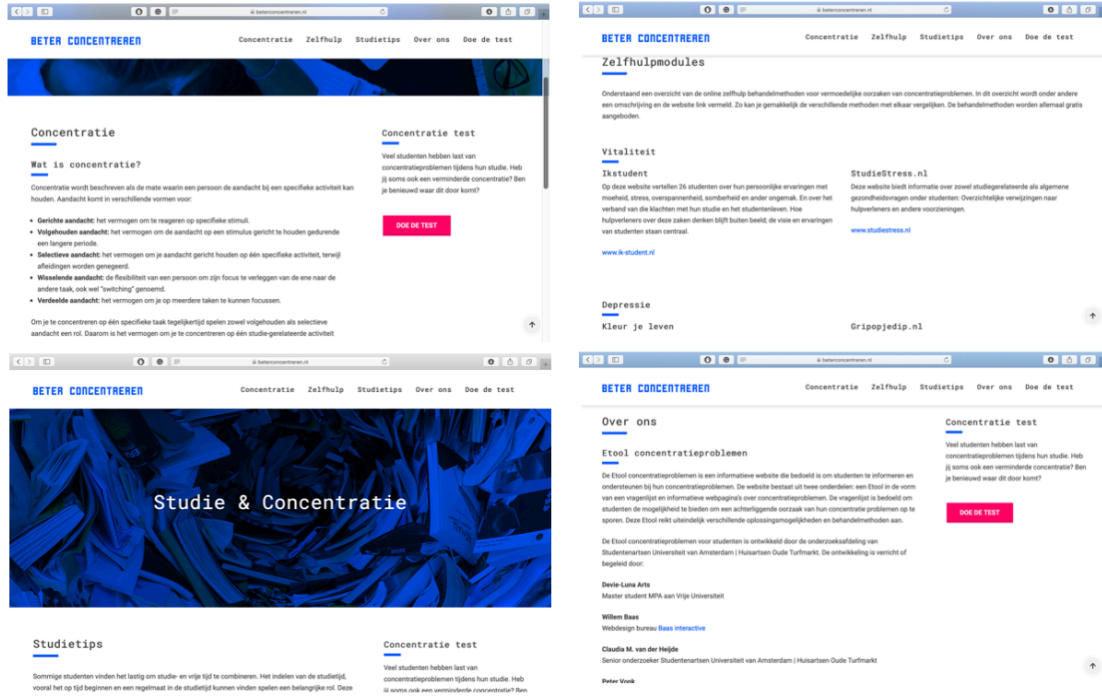 beterconcentreren.nl
BETER CONCENTREREN
Concentratie Zelfhulp Studietips Over ons Doe de test
Concentratie
Wat is concentratie?
Concentratie wordt beschreven als de mate waarin een persoon de aandacht bij een specifieke activiteit kan
houden. Aandacht komt in verschillende vormen voor:
• Gerichte aandacht: het vermogen om te reageren op specifieke stimuli.
• Volgehouden aandacht: het vermogen om de aandacht op een stimulus gericht te houden gedurende
een langere periode.
• Selectieve aandacht: het vermogen om je aandacht gericht houden op één specifieke activiteit, terwijl
afleidingen worden genegeerd.
• Wisselende aandacht: de flexibiliteit van een persoon om zijn focus te verleggen van de ene naar de
andere taak, ook wel "switching" genoemd.
• Verdeelde aandacht: het vermogen om je op meerdere taken te kunnen focussen.
Om je te concentreren op één specifieke taak tegelijkertijd spelen zowel volgehouden als selectieve
aandacht een rol. Daarom is het vermogen om je te concentreren op één studie-gerelateerde activiteit
Concentratie test
Veel studenten hebben last van
concentratieproblemen tijdens hun studie. Heb
jij soms ook een verminderde concentratie? Ben
je benieuwd waar dit door komt?
DOE DE TEST
beterconcentreren.nl
BETER CONCENTREREN
Concentratie Zelfhulp Studietips Over ons Doe de test
Zelfhulpmodules
Onderstaand een overzicht van de online zelfhulp behandelmethoden voor vermoedelijke oorzaken van concentratieproblemen. In dit overzicht wordt onder andere
een omschrijving en de website link vermeld. Zo kan je gemakkelijk de verschillende methoden met elkaar vergelijken. De behandelmethoden worden allemaal gratis
aangeboden.
Vitaliteit
Ikstudent
Op deze website vertellen 26 studenten over hun persoonlijke ervaringen met
moeheid, stress, overspannenheid, somberheid en ander ongemak. En over het
verband van die klachten met hun studie en het studentenleven. Hoe
hulpverleners over deze zaken denken blijft buiten beeld; de visie en ervaringen
van studenten staan centraal.
www.ik-student.nl
StudieStress.nl
Deze website biedt informatie over zowel studiegerelateerde als algemene
gezondheidsvragen onder studenten: Overzichtelijke verwijzingen naar
hulpverleners en andere voorzieningen.
www.studiestress.nl
Depressie
Kleur je leven
Gripopjedip.nl
beterconcentreren.nl
BETER CONCENTREREN
Concentratie Zelfhulp Studietips Over ons Doe de test
Studie & Concentratie
Studietips
Sommige studenten vinden het lastig om studie- en vrije tijd te combineren. Het indelen van de studietijd,
vooral het op tijd beginnen en een regelmaat in de studietijd kunnen vinden spelen een belangrijke rol. Deze
Concentratie test
Veel studenten hebben last van
concentratieproblemen tijdens hun studie. Heb
jij soms ook een verminderde concentratie? Ben
beterconcentreren.nl
BETER CONCENTREREN
Concentratie Zelfhulp Studietips Over ons Doe de test
Over ons
Etool concentratieproblemen
De Etool concentratieproblemen is een informatieve website die bedoeld is om studenten te informeren en
ondersteunen bij hun concentratieproblemen. De website bestaat uit twee onderdelen: een Etool in de vorm
van een vragenlijst en informatieve webpagina's over concentratieproblemen. De vragenlijst is bedoeld om
studenten de mogelijkheid te bieden om een achterliggende oorzaak van hun concentratie problemen op te
sporen. Deze Etool reikt uiteindelijk verschillende oplossingsmogelijkheden en behandelmethoden aan.
De Etool concentratieproblemen voor studenten is ontwikkeld door de onderzoeksafdeling van
Studentenartsen Universiteit van Amsterdam | Huisartsen Oude Turfmarkt. De ontwikkeling is verricht of
begeleid door:
Devie-Luna Arts
Master student MPA aan Vrije Universiteit
Willem Baas
Webdesign bureau Baas interactive
Claudia M. van der Heijde
Senior onderzoeker Studentenartsen Universiteit van Amsterdam | Huisartsen Oude Turfmarkt
Peter Vonk
Concentratie test
Veel studenten hebben last van
concentratieproblemen tijdens hun studie. Heb
jij soms ook een verminderde concentratie? Ben
je benieuwd waar dit door komt?
DOE DE TEST